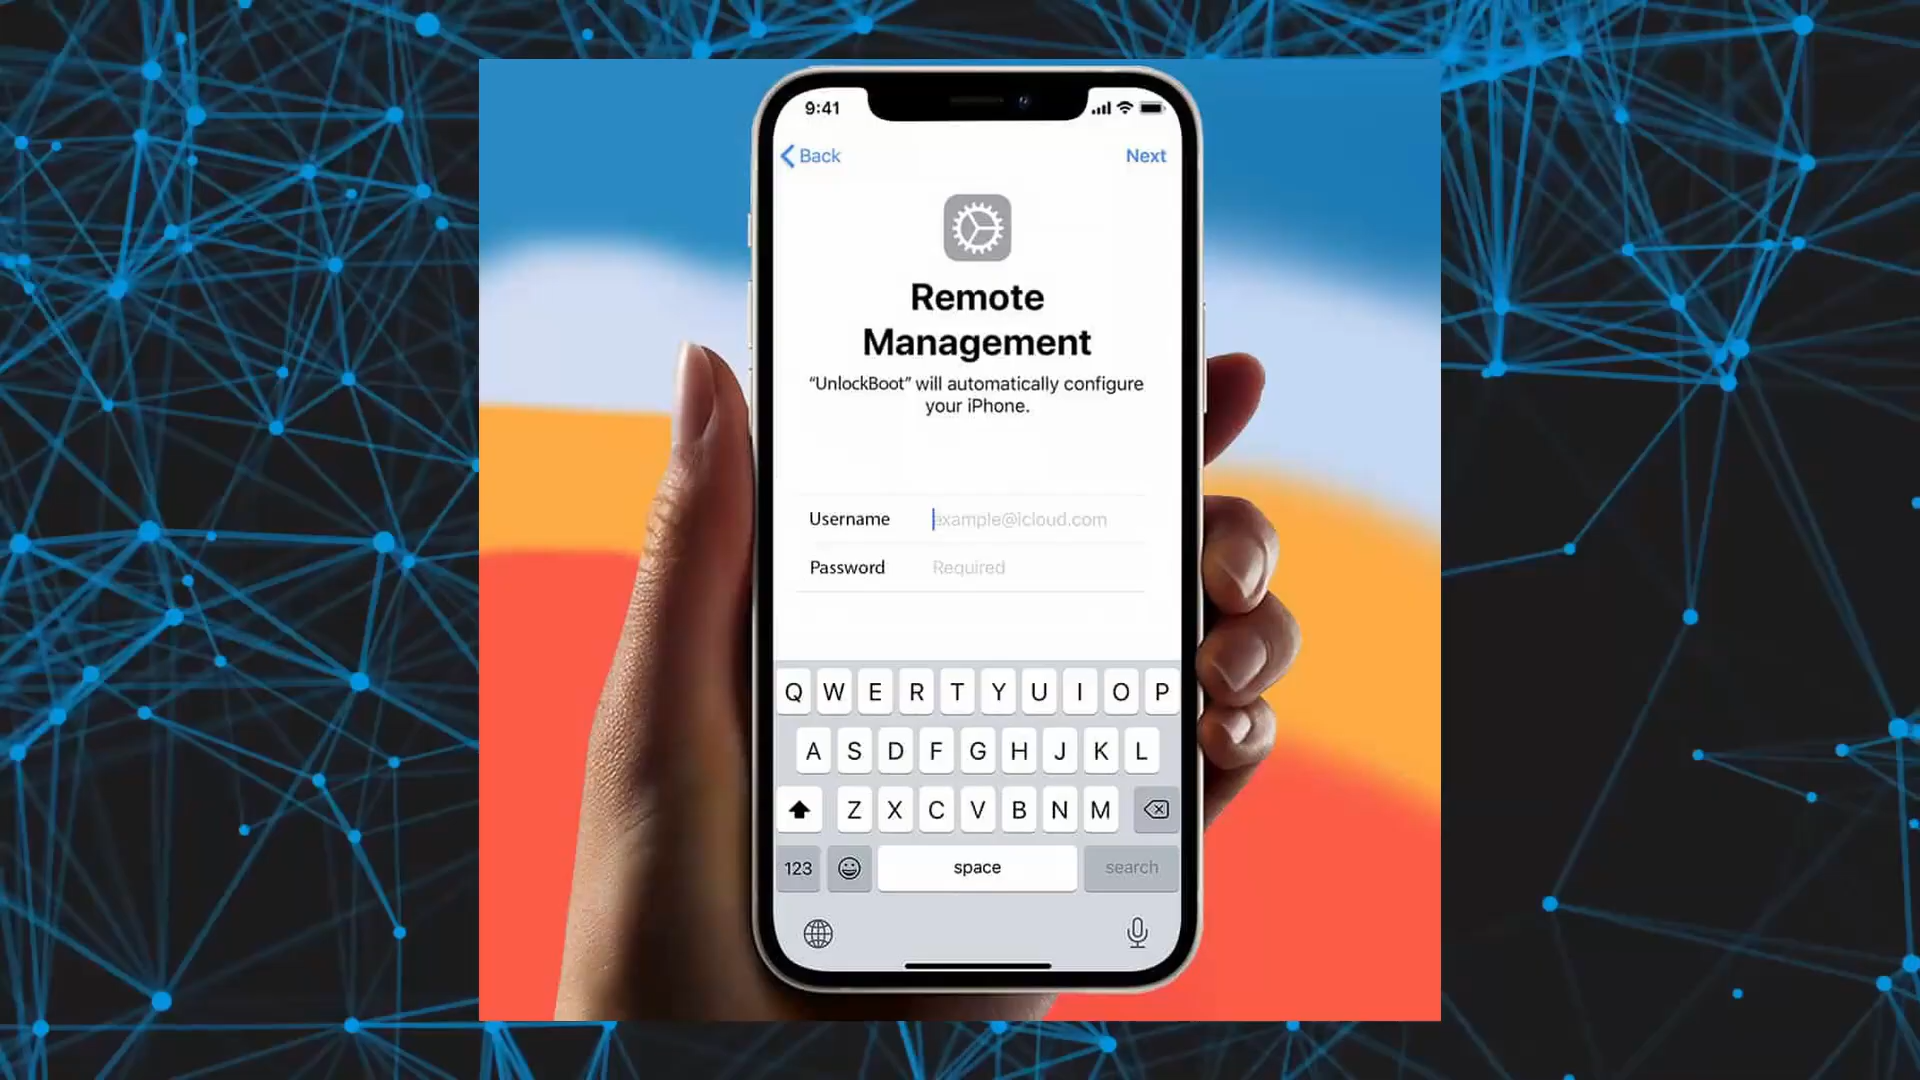 9:41
Back
Next
Remote
Management
“UnlockBoot” will automatically configure
your iPhone.
Username example@icloud.com
Password Required
Q W E R T Y U I O P
A S D F G H J K L
Z X C V B N M
123 space search